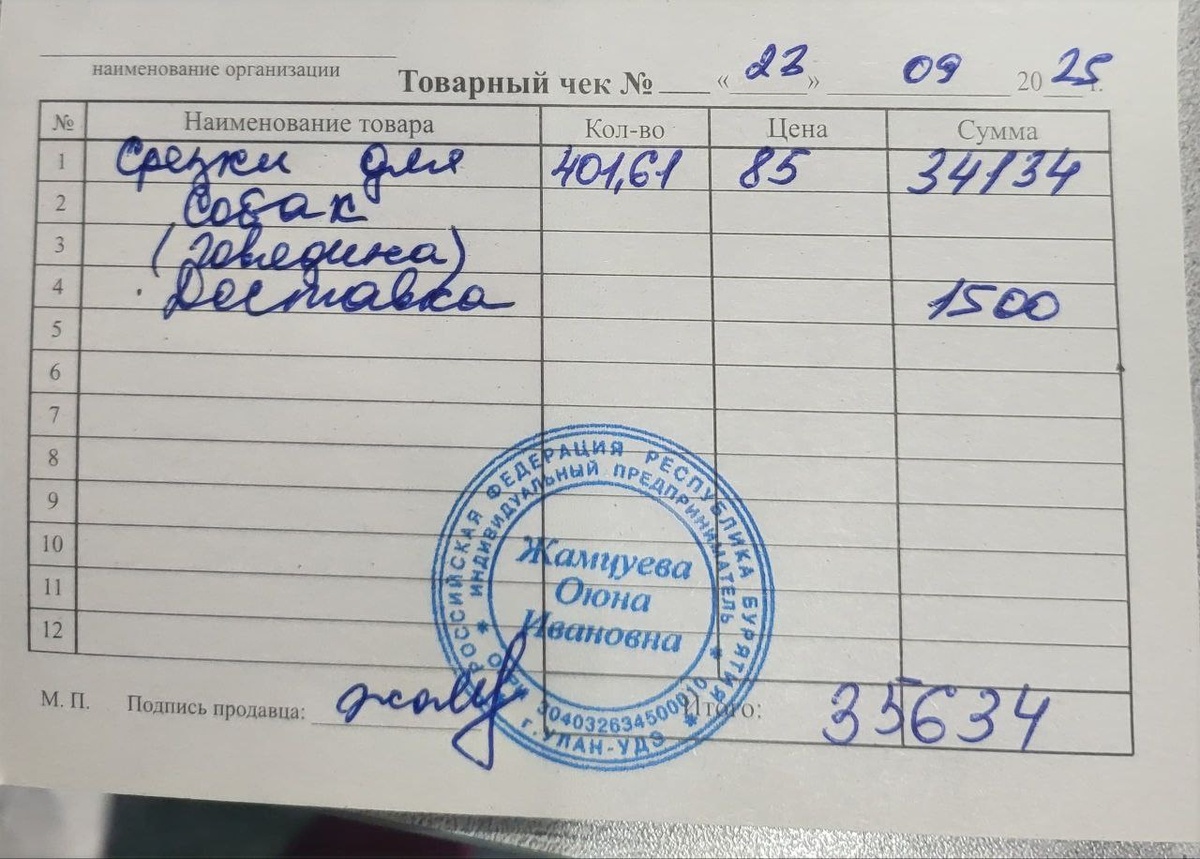 наименование организации
Товарный чек № « 23 » 09 20 25 г.
№ Наименование товара Кол-во Цена Сумма
1 Срезки для 401,61 85 34134
2 собак
3 (говядина)
4 Доставка 1500
5
6
7
8
9
10
11
12
Итого: 35634
М. П. Подпись продавца:
РОССИЙСКАЯ ФЕДЕРАЦИЯ РЕСПУБЛИКА БУРЯТИЯ
ИНДИВИДУАЛЬНЫЙ ПРЕДПРИНИМАТЕЛЬ
Жамцуева
Оюна
Ивановна
г. УЛАН-УДЭ